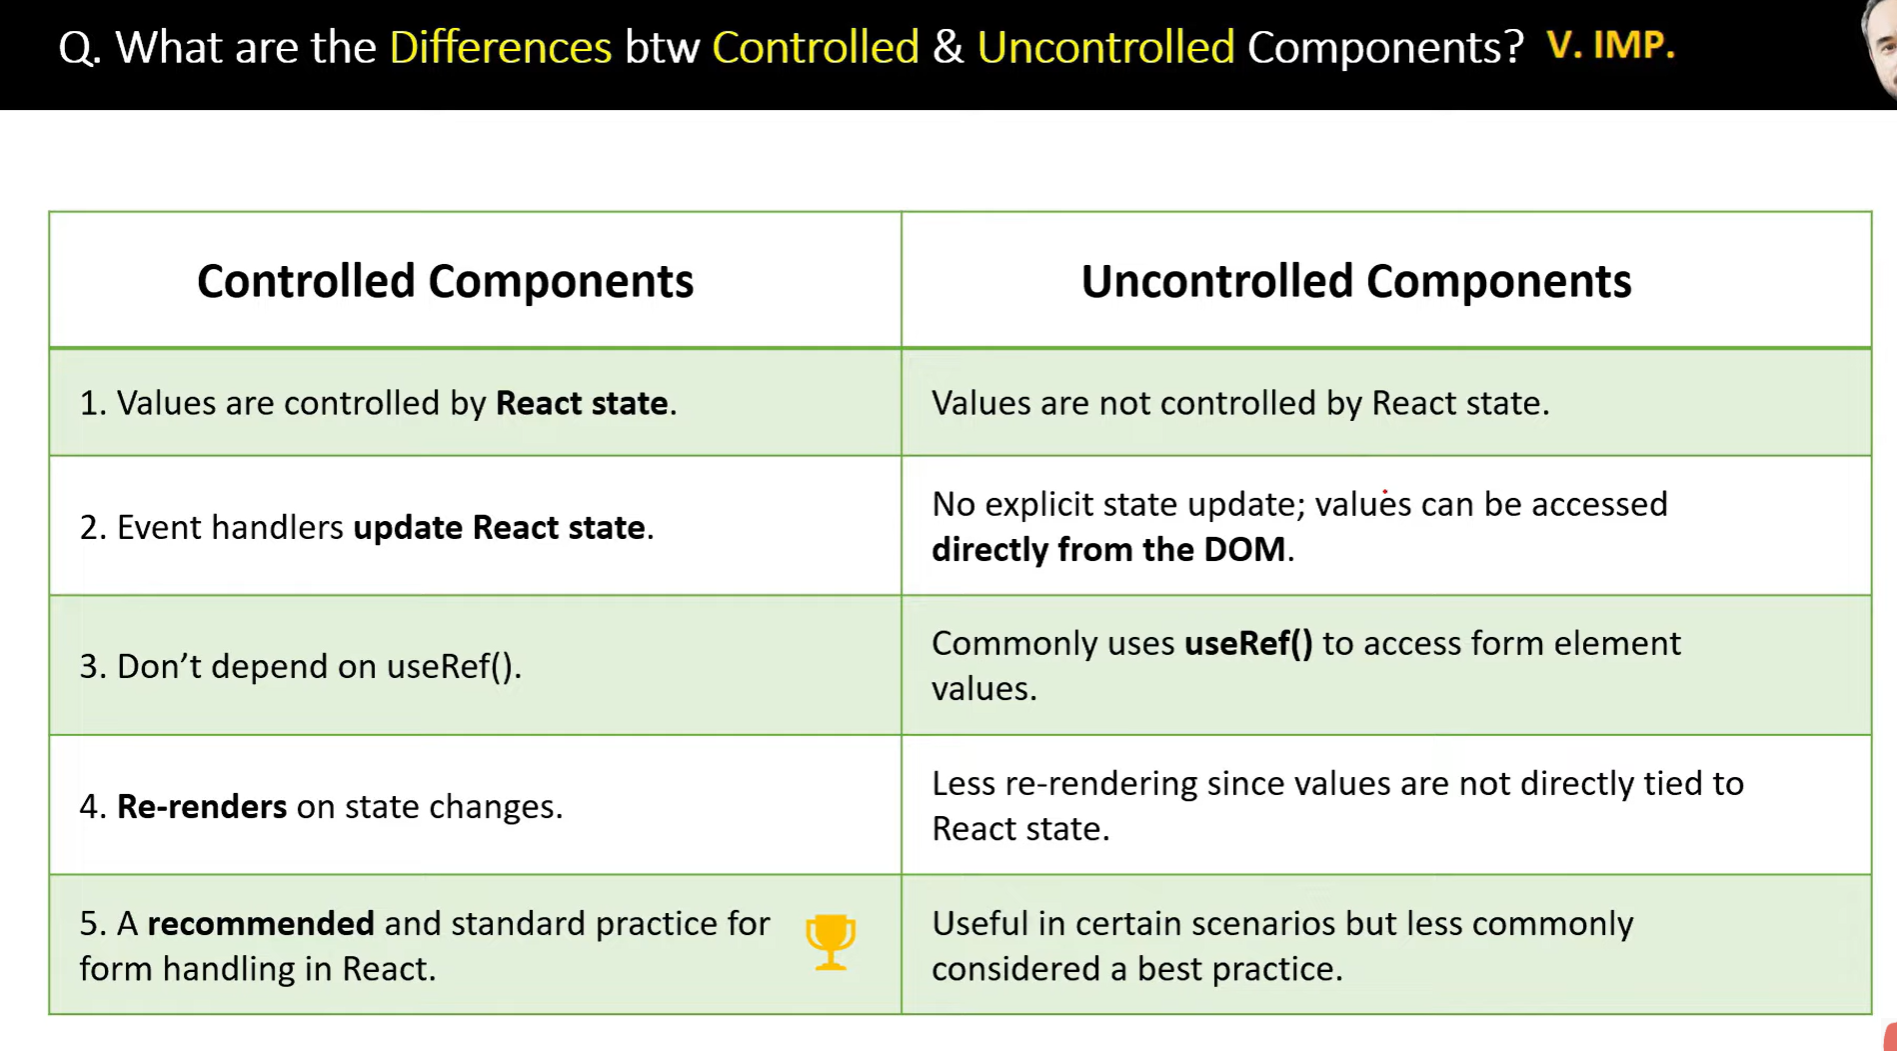 Q. What are the Differences btw Controlled & Uncontrolled Components? V. IMP.
Controlled Components
Uncontrolled Components
1. Values are controlled by React state.
Values are not controlled by React state.
2. Event handlers update React state.
No explicit state update; values can be accessed
directly from the DOM.
3. Don’t depend on useRef().
Commonly uses useRef() to access form element
values.
4. Re-renders on state changes.
Less re-rendering since values are not directly tied to
React state.
5. A recommended and standard practice for
form handling in React.
Useful in certain scenarios but less commonly
considered a best practice.